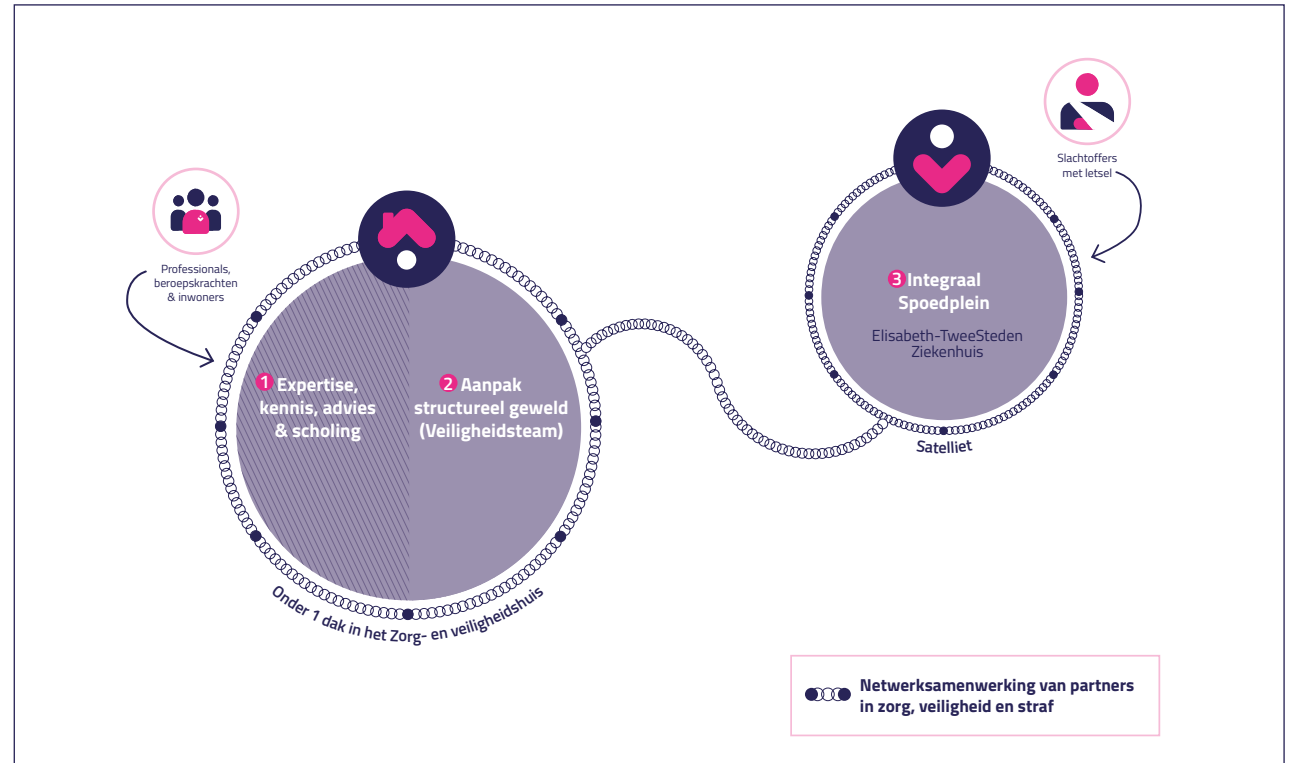 Slachtoffers
met letsel
Professionals,
beroepskrachten
& inwoners
1 Expertise,
kennis, advies
& scholing
2 Aanpak
structureel geweld
(Veiligheidsteam)
Onder 1 dak in het Zorg- en veiligheidshuis
3 Integraal
Spoedplein
Elisabeth-TweeSteden
Ziekenhuis
Satelliet
Netwerksamenwerking van partners
in zorg, veiligheid en straf